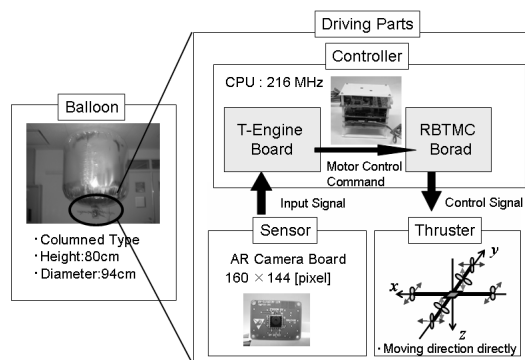 Driving Parts
Controller
CPU : 216 MHz
T-Engine
Board
RBTMC
Borad
Motor Control
Command
Input Signal
Control Signal
Balloon
・Columned Type
・Height:80cm
・Diameter:94cm
Sensor
AR Camera Board
160 × 144 [pixel]
Thruster
y
x
z
・Moving direction directly